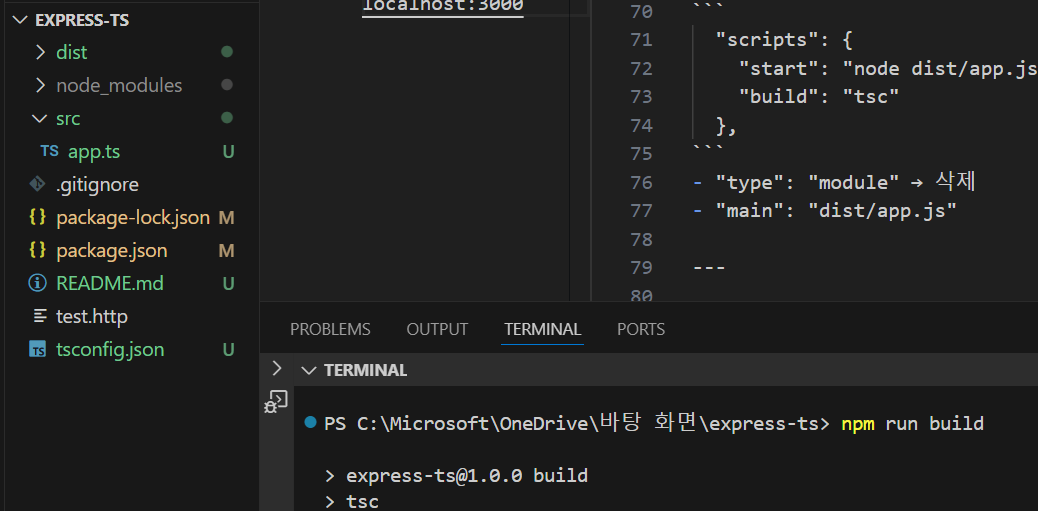 EXPRESS-TS
dist
node_modules
src
TS app.ts U
.gitignore
{} package-lock.json M
{} package.json M
README.md U
test.http
TS tsconfig.json U
localhost:3000
70 ```
71 "scripts": {
72 "start": "node dist/app.js
73 "build": "tsc"
74 },
75 ```
76 - "type": "module" → 삭제
77 - "main": "dist/app.js"
78
79 ---
80
PROBLEMS OUTPUT TERMINAL PORTS
TERMINAL
PS C:\Microsoft\OneDrive\바탕 화면\express-ts> npm run build
> express-ts@1.0.0 build
> tsc